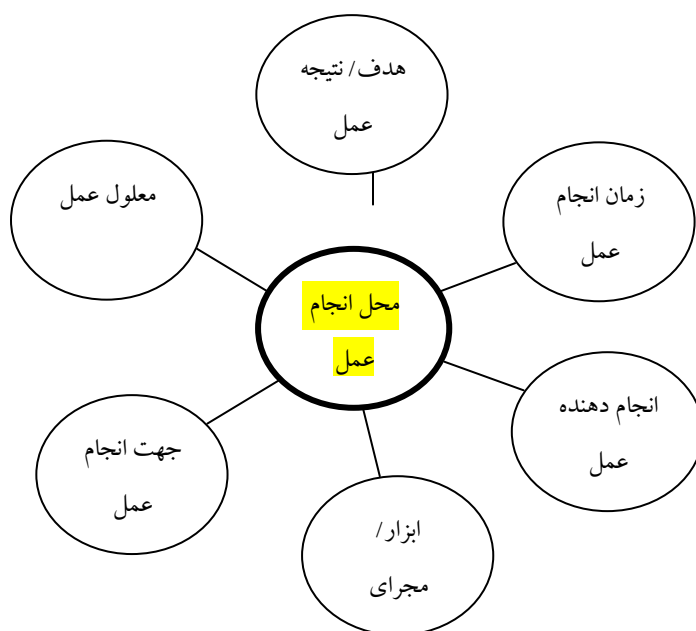 هدف/ نتیجه
عمل
معلول عمل
زمان انجام
عمل
محل انجام
عمل
انجام دهنده
عمل
جهت انجام
عمل
ابزار/
مجرای